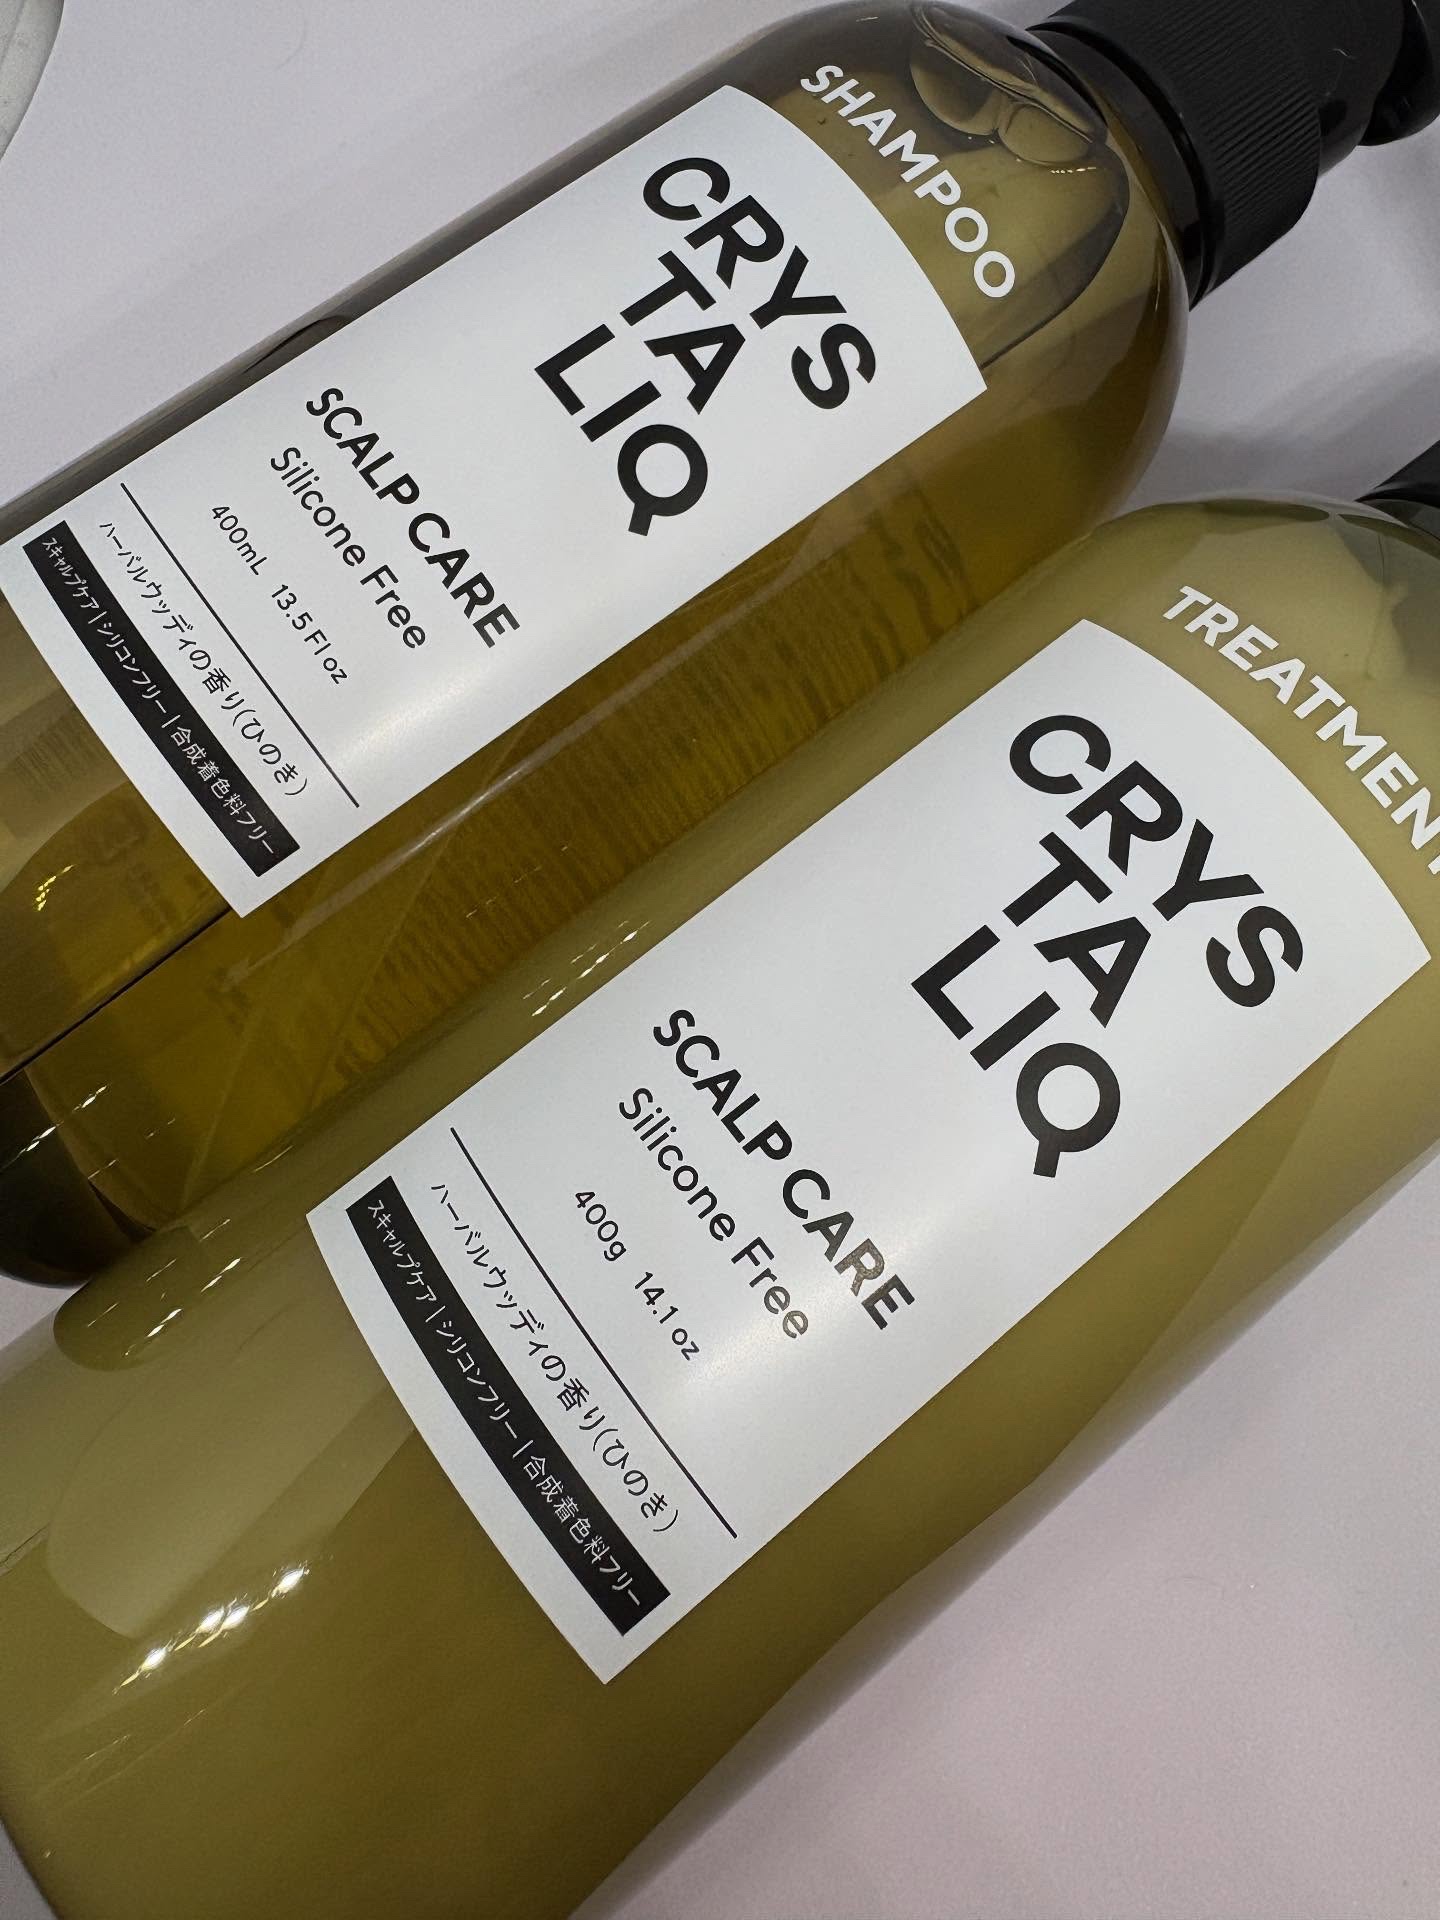 SHAMPOO
CRYS
TA
LIQ
SCALP CARE
Silicone Free
400mL 13.5 Fl oz
ハーバルウッディの香り(ひのき)
スキャルプケア | シリコンフリー | 合成着色料フリー
TREATMENT
CRYS
TA
LIQ
SCALP CARE
Silicone Free
400g 14.1 oz
ハーバルウッディの香り(ひのき)
スキャルプケア | シリコンフリー | 合成着色料フリー